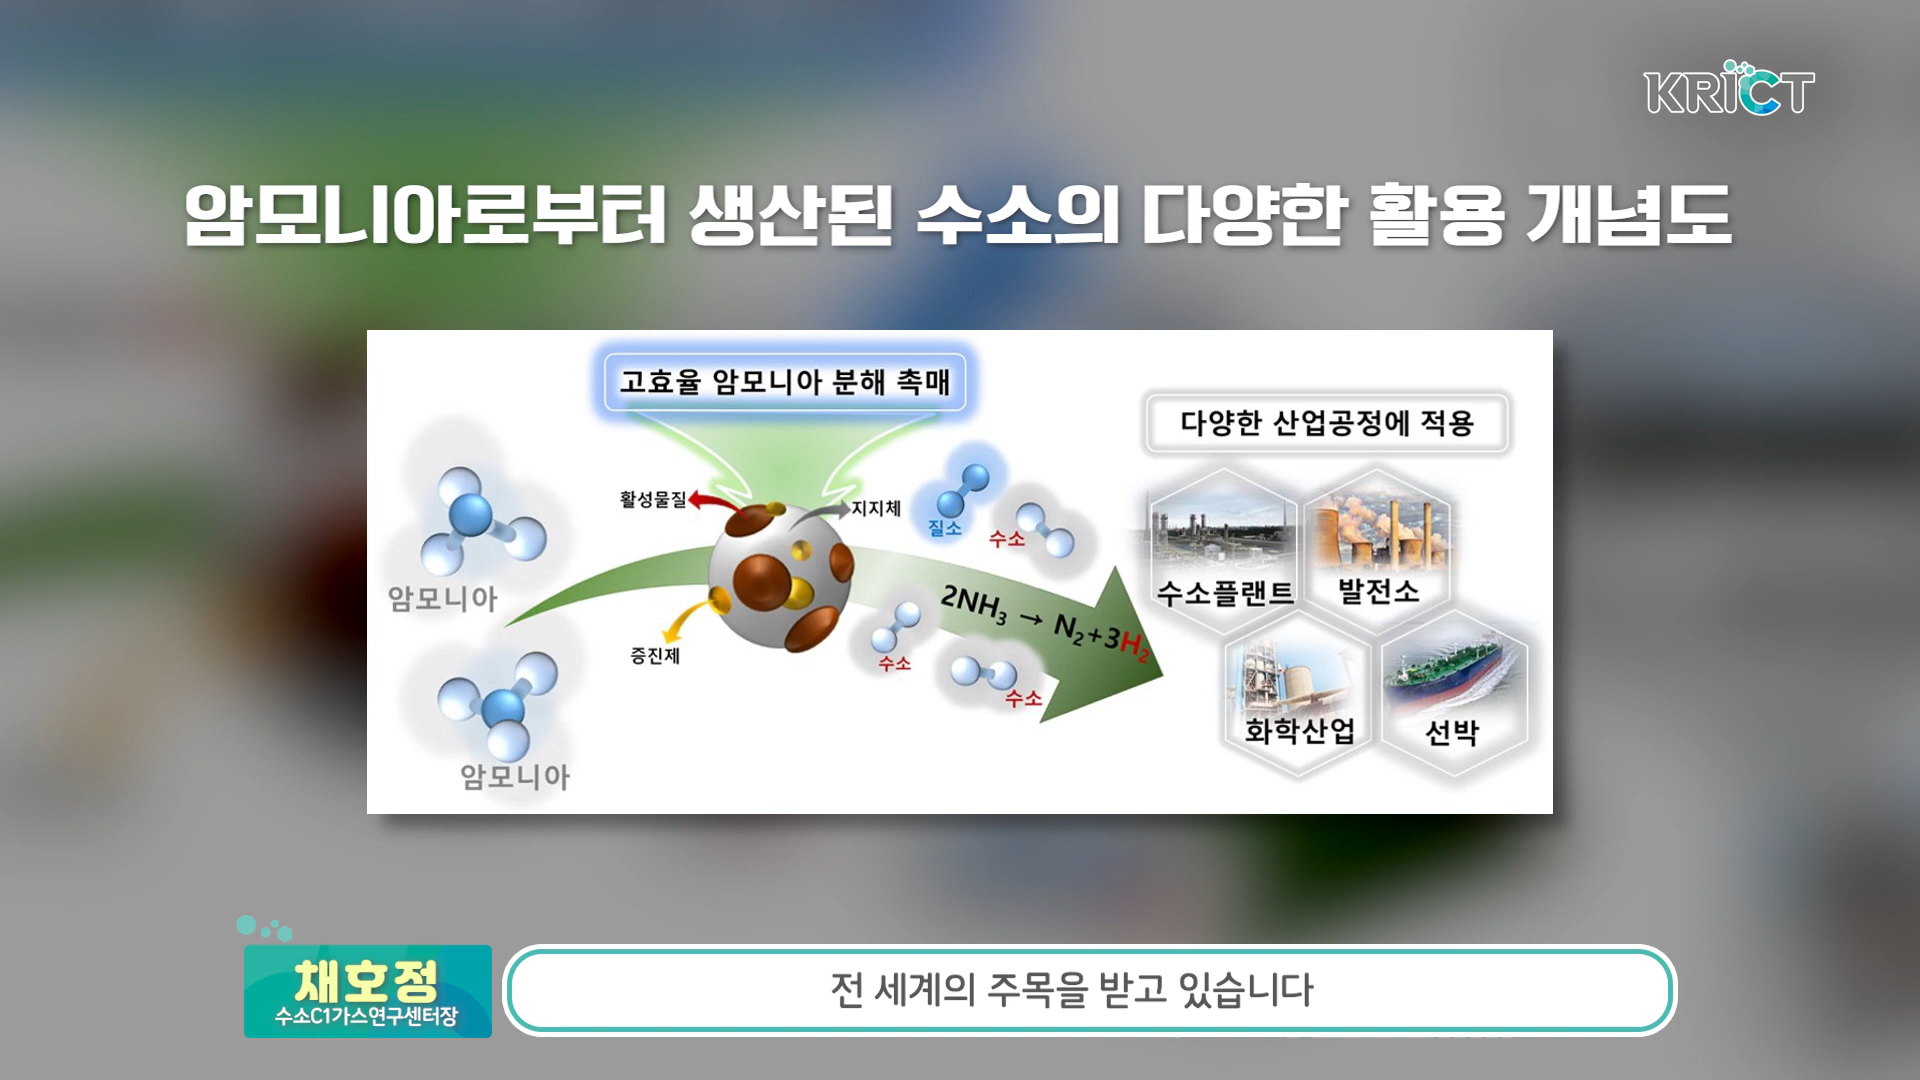 KRICT
암모니아로부터 생산된 수소의 다양한 활용 개념도
고효율 암모니아 분해 촉매
다양한 산업공정에 적용
활성물질
지지체
질소
수소
암모니아
2NH₃ → N₂+3H₂
수소플랜트
발전소
증진제
수소
수소
화학산업
선박
암모니아
채호정
수소C1가스연구센터장
전 세계의 주목을 받고 있습니다